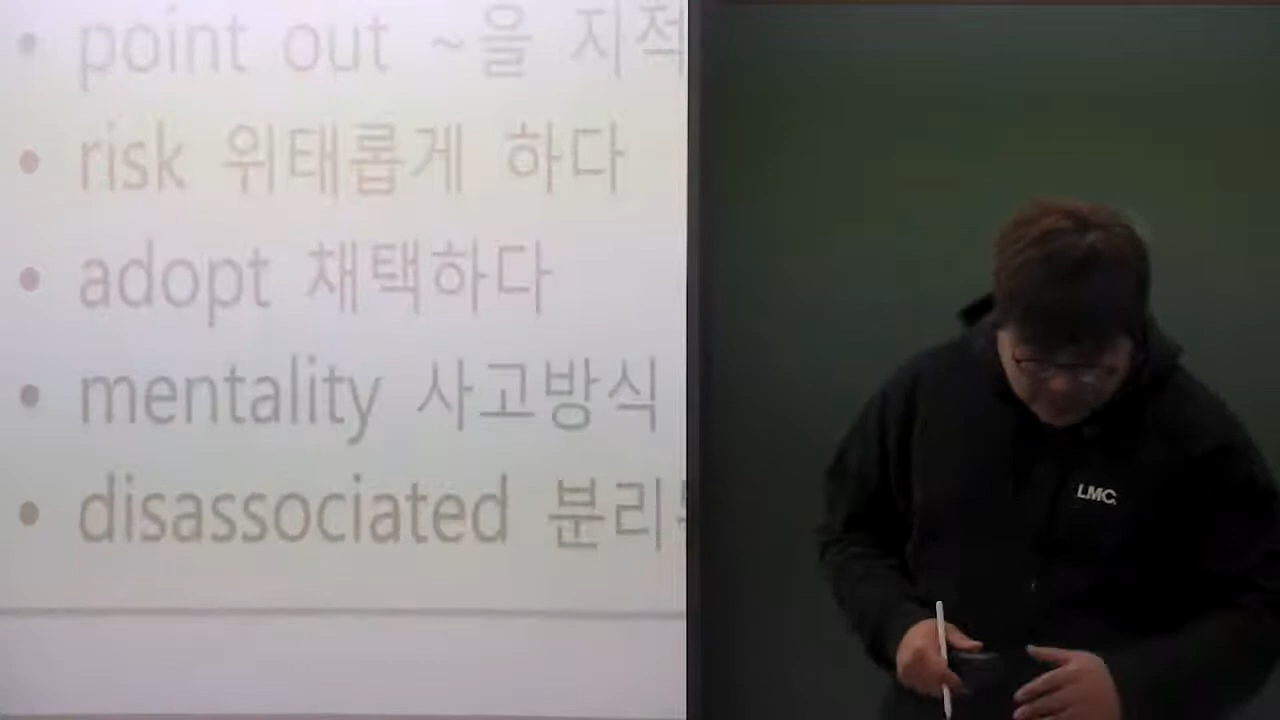 • point out ~을 지척
• risk 위태롭게 하다
• adopt 채택하다
• mentality 사고방식
• disassociated 분리
LMC